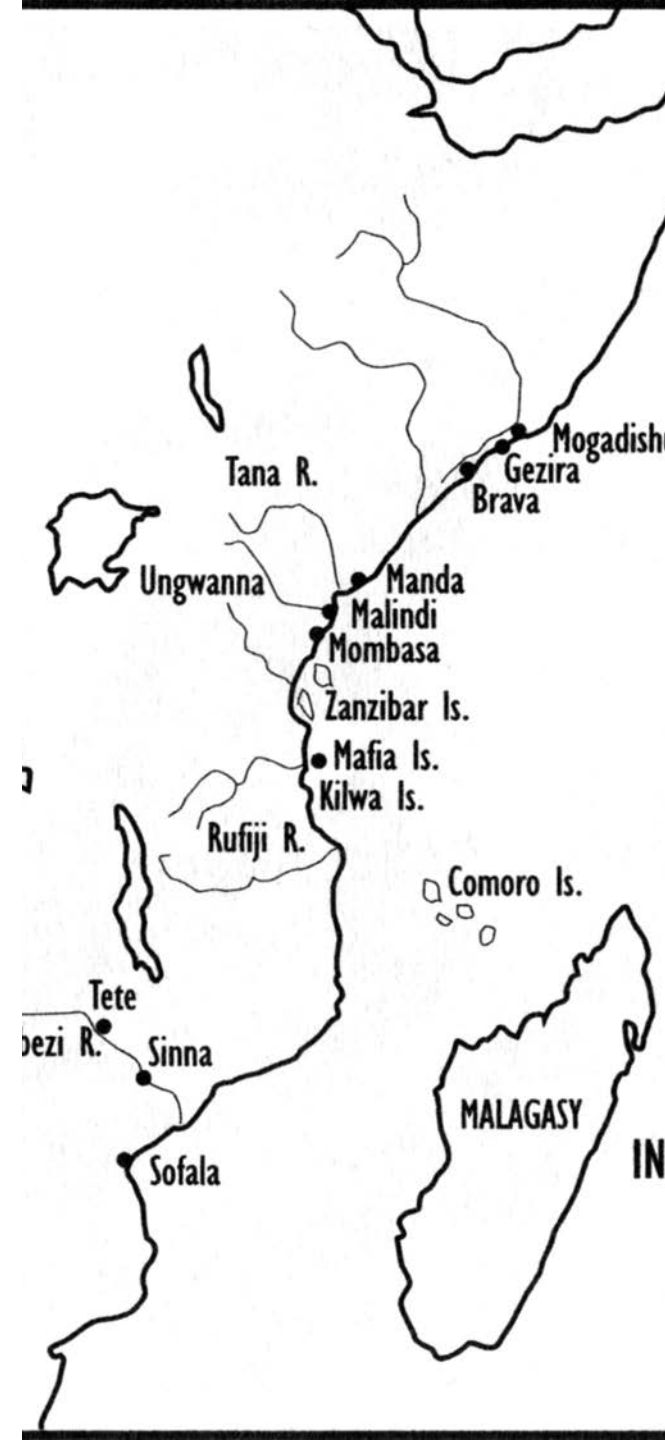 Mogadishu
Gezira
Tana R.
Brava
Ungwanna
Manda
Malindi
Mombasa
Zanzibar Is.
Mafia Is.
Kilwa Is.
Rufiji R.
Comoro Is.
Tete
bezi R.
Sinna
MALAGASY
IN
Sofala